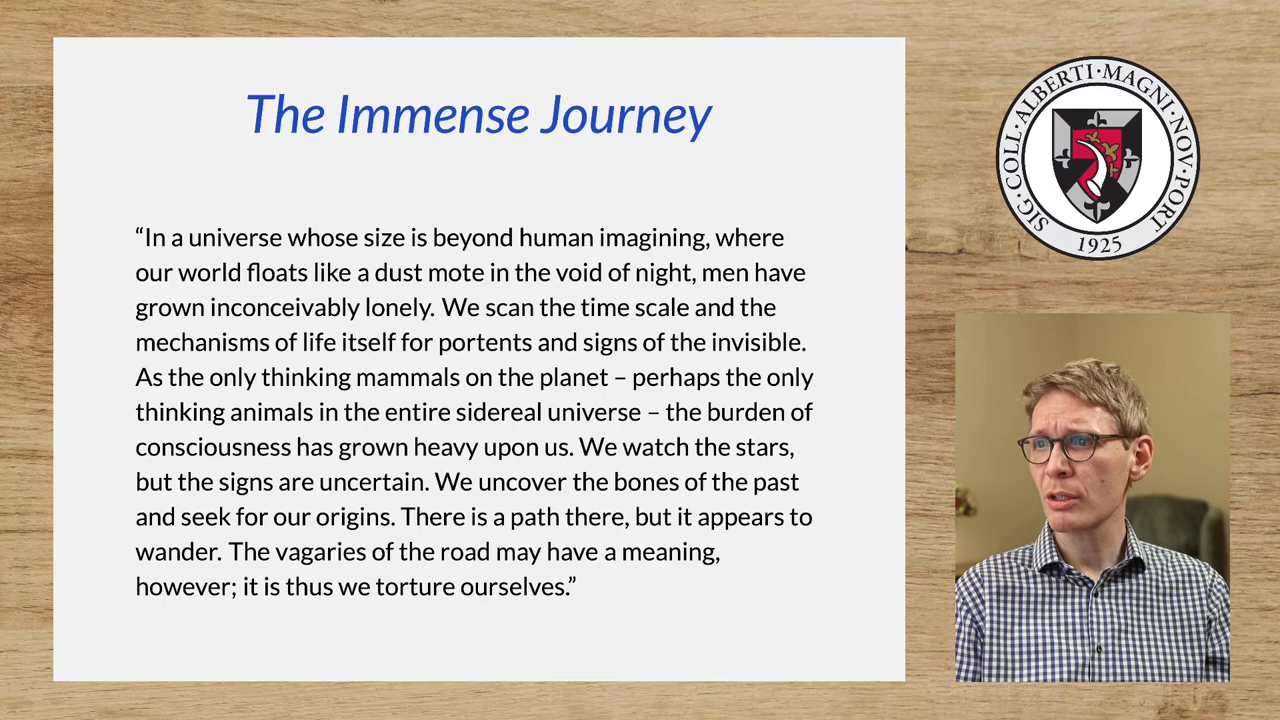 The Immense Journey
“In a universe whose size is beyond human imagining, where
our world floats like a dust mote in the void of night, men have
grown inconceivably lonely. We scan the time scale and the
mechanisms of life itself for portents and signs of the invisible.
As the only thinking mammals on the planet – perhaps the only
thinking animals in the entire sidereal universe – the burden of
consciousness has grown heavy upon us. We watch the stars,
but the signs are uncertain. We uncover the bones of the past
and seek for our origins. There is a path there, but it appears to
wander. The vagaries of the road may have a meaning,
however; it is thus we torture ourselves.”
SIG·COLL·ALBERTI·MAGNI·NOV·PORT
1925